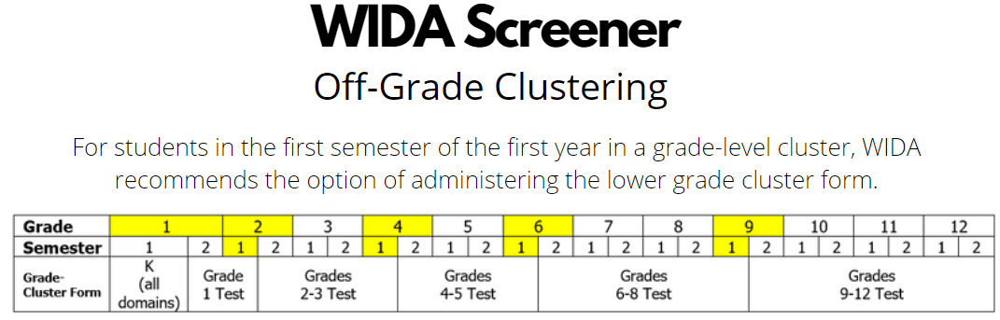 WIDA Screener
Off-Grade Clustering
For students in the first semester of the first year in a grade-level cluster, WIDA
recommends the option of administering the lower grade cluster form.
Grade 1 2 3 4 5 6 7 8 9 10 11 12
Semester 1 2 1 2 1 2 1 2 1 2 1 2 1 2 1 2 1 2 1 2 1 2 1 2
Grade-
Cluster Form
K
(all
domains)
Grade
1 Test
Grades
2-3 Test
Grades
4-5 Test
Grades
6-8 Test
Grades
9-12 Test